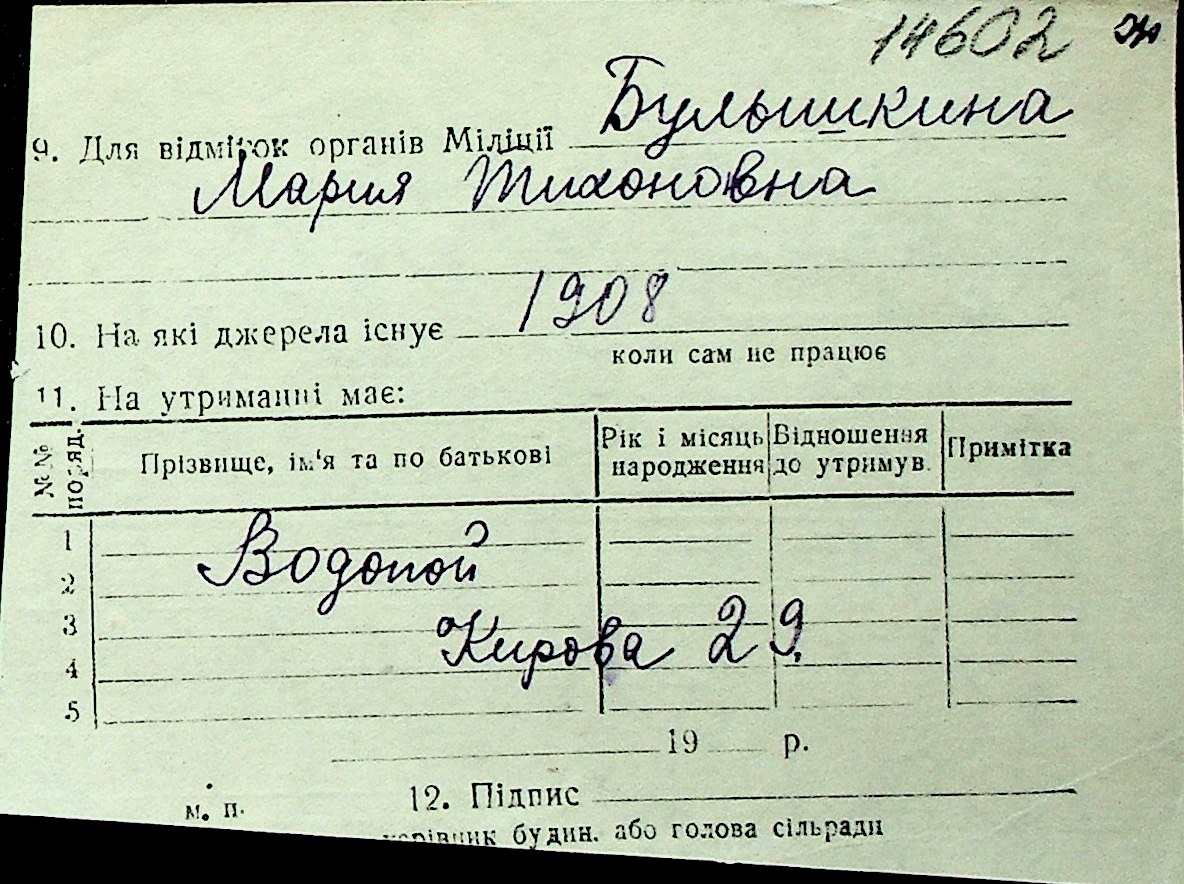 14602
9. Для відміток органів Міліції Булышкина
Мария Тихоновна
10. На які джерела існує 1908
коли сам не працює
11. На утриманні має:
№№ поряд. Прізвище, ім'я та по батькові Рік і місяць народження Відношення до утримув. Примітка
1
2 Водопой
3
4 Кирова 29.
5
19 р.
м. п. 12. Підпис
керівник будин. або голова сільради